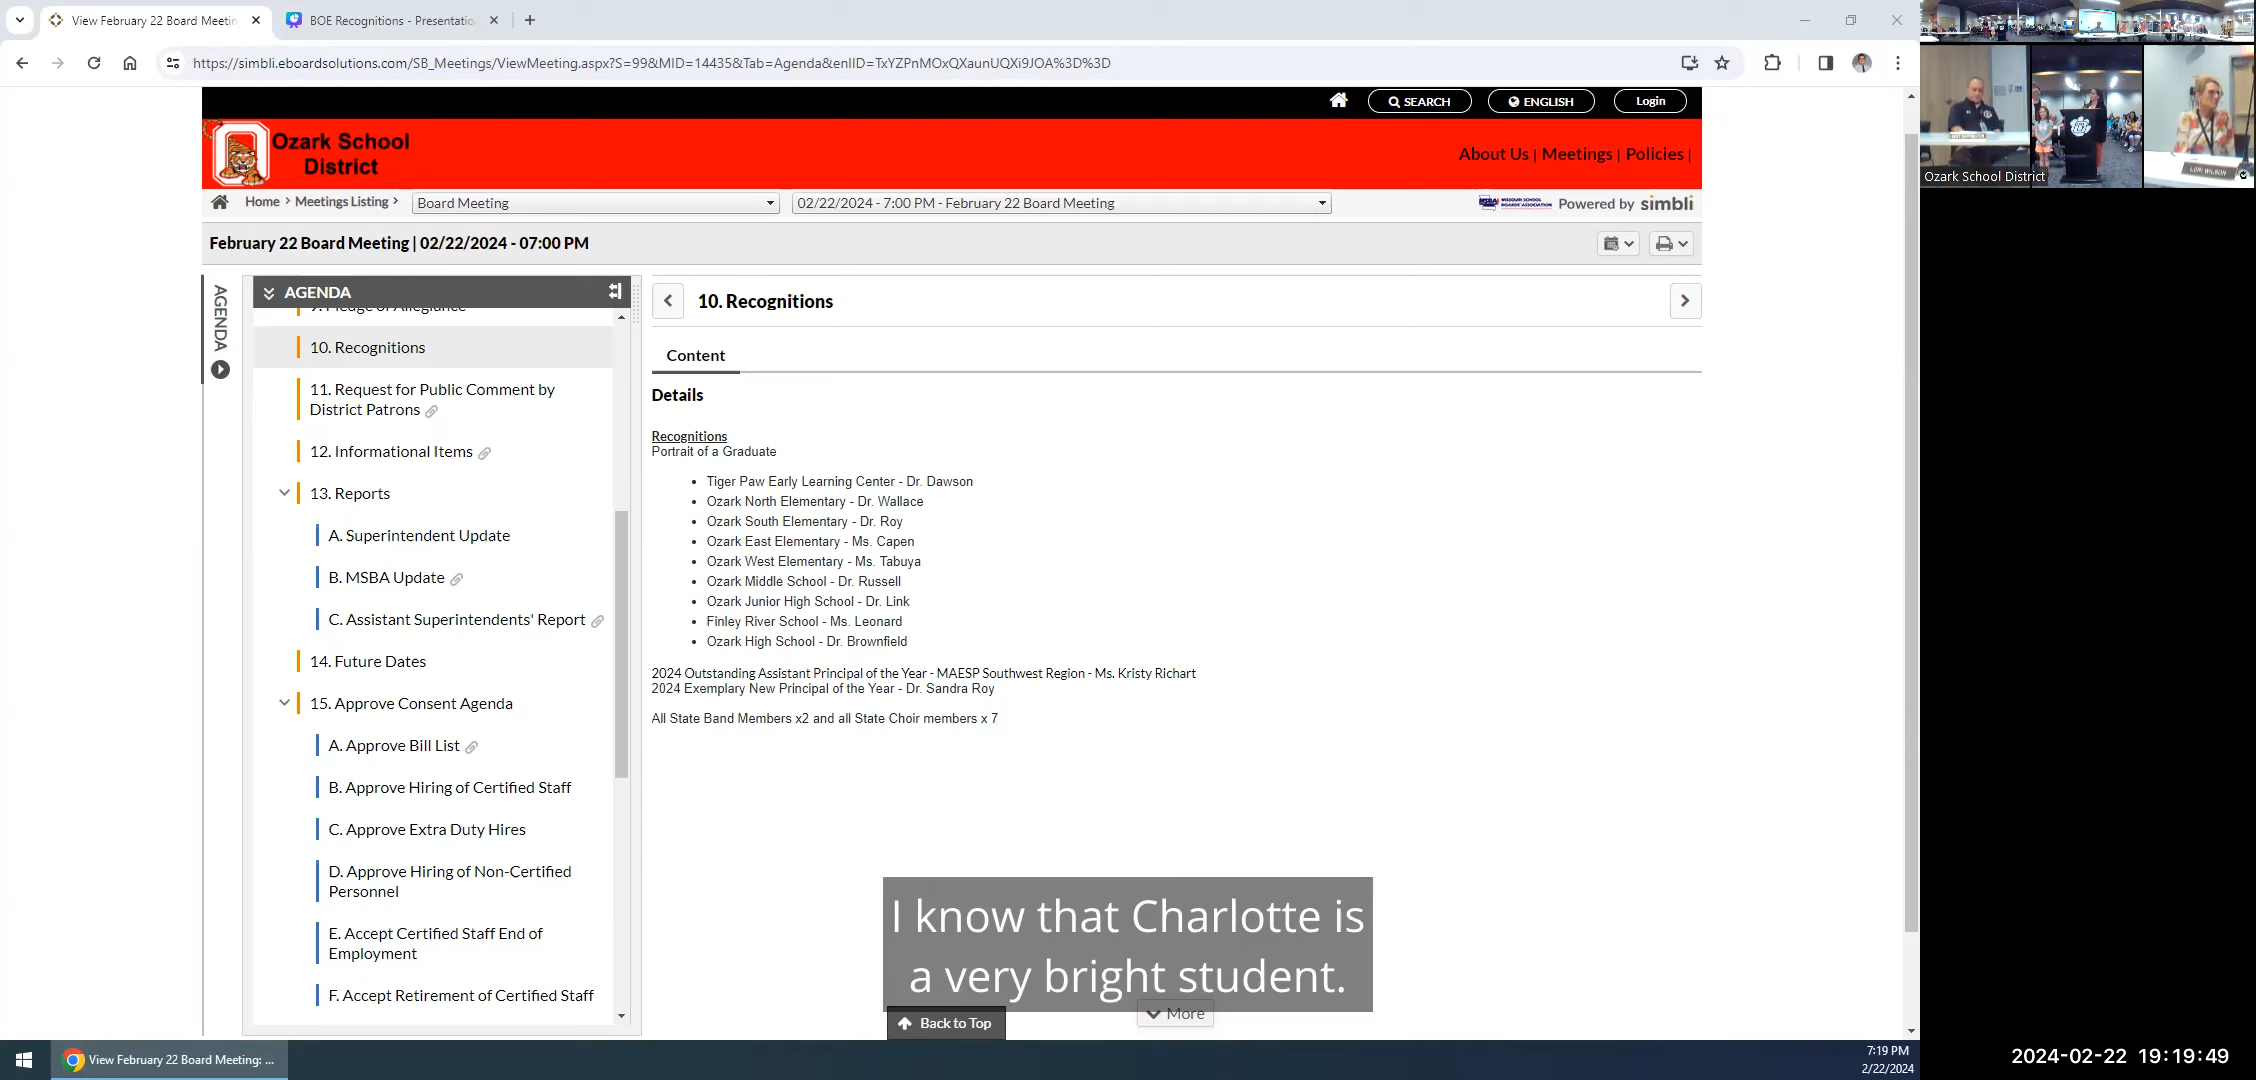 View February 22 Board Meetin
BOE Recognitions - Presentatio
https://simbli.eboardsolutions.com/SB_Meetings/ViewMeeting.aspx?S=99&MID=14435&Tab=Agenda&enIID=TxYZPnMOxQXaunUQXi9JOA%3D%3D
SEARCH
ENGLISH
Login
Ozark School
District
About Us | Meetings | Policies |
Home > Meetings Listing >
Board Meeting
02/22/2024 - 7:00 PM - February 22 Board Meeting
Powered by simbli
February 22 Board Meeting | 02/22/2024 - 07:00 PM
AGENDA
AGENDA
9. Pledge of Allegiance
10. Recognitions
11. Request for Public Comment by
District Patrons
12. Informational Items
13. Reports
A. Superintendent Update
B. MSBA Update
C. Assistant Superintendents' Report
14. Future Dates
15. Approve Consent Agenda
A. Approve Bill List
B. Approve Hiring of Certified Staff
C. Approve Extra Duty Hires
D. Approve Hiring of Non-Certified
Personnel
E. Accept Certified Staff End of
Employment
F. Accept Retirement of Certified Staff
10. Recognitions
Content
Details
Recognitions
Portrait of a Graduate
• Tiger Paw Early Learning Center - Dr. Dawson
• Ozark North Elementary - Dr. Wallace
• Ozark South Elementary - Dr. Roy
• Ozark East Elementary - Ms. Capen
• Ozark West Elementary - Ms. Tabuya
• Ozark Middle School - Dr. Russell
• Ozark Junior High School - Dr. Link
• Finley River School - Ms. Leonard
• Ozark High School - Dr. Brownfield
2024 Outstanding Assistant Principal of the Year - MAESP Southwest Region - Ms. Kristy Richart
2024 Exemplary New Principal of the Year - Dr. Sandra Roy
All State Band Members x2 and all State Choir members x 7
I know that Charlotte is
a very bright student.
Back to Top
More
View February 22 Board Meeting: ...
7:19 PM
2/22/2024
Ozark School District
LORI WILSON
2024-02-22 19:19:49